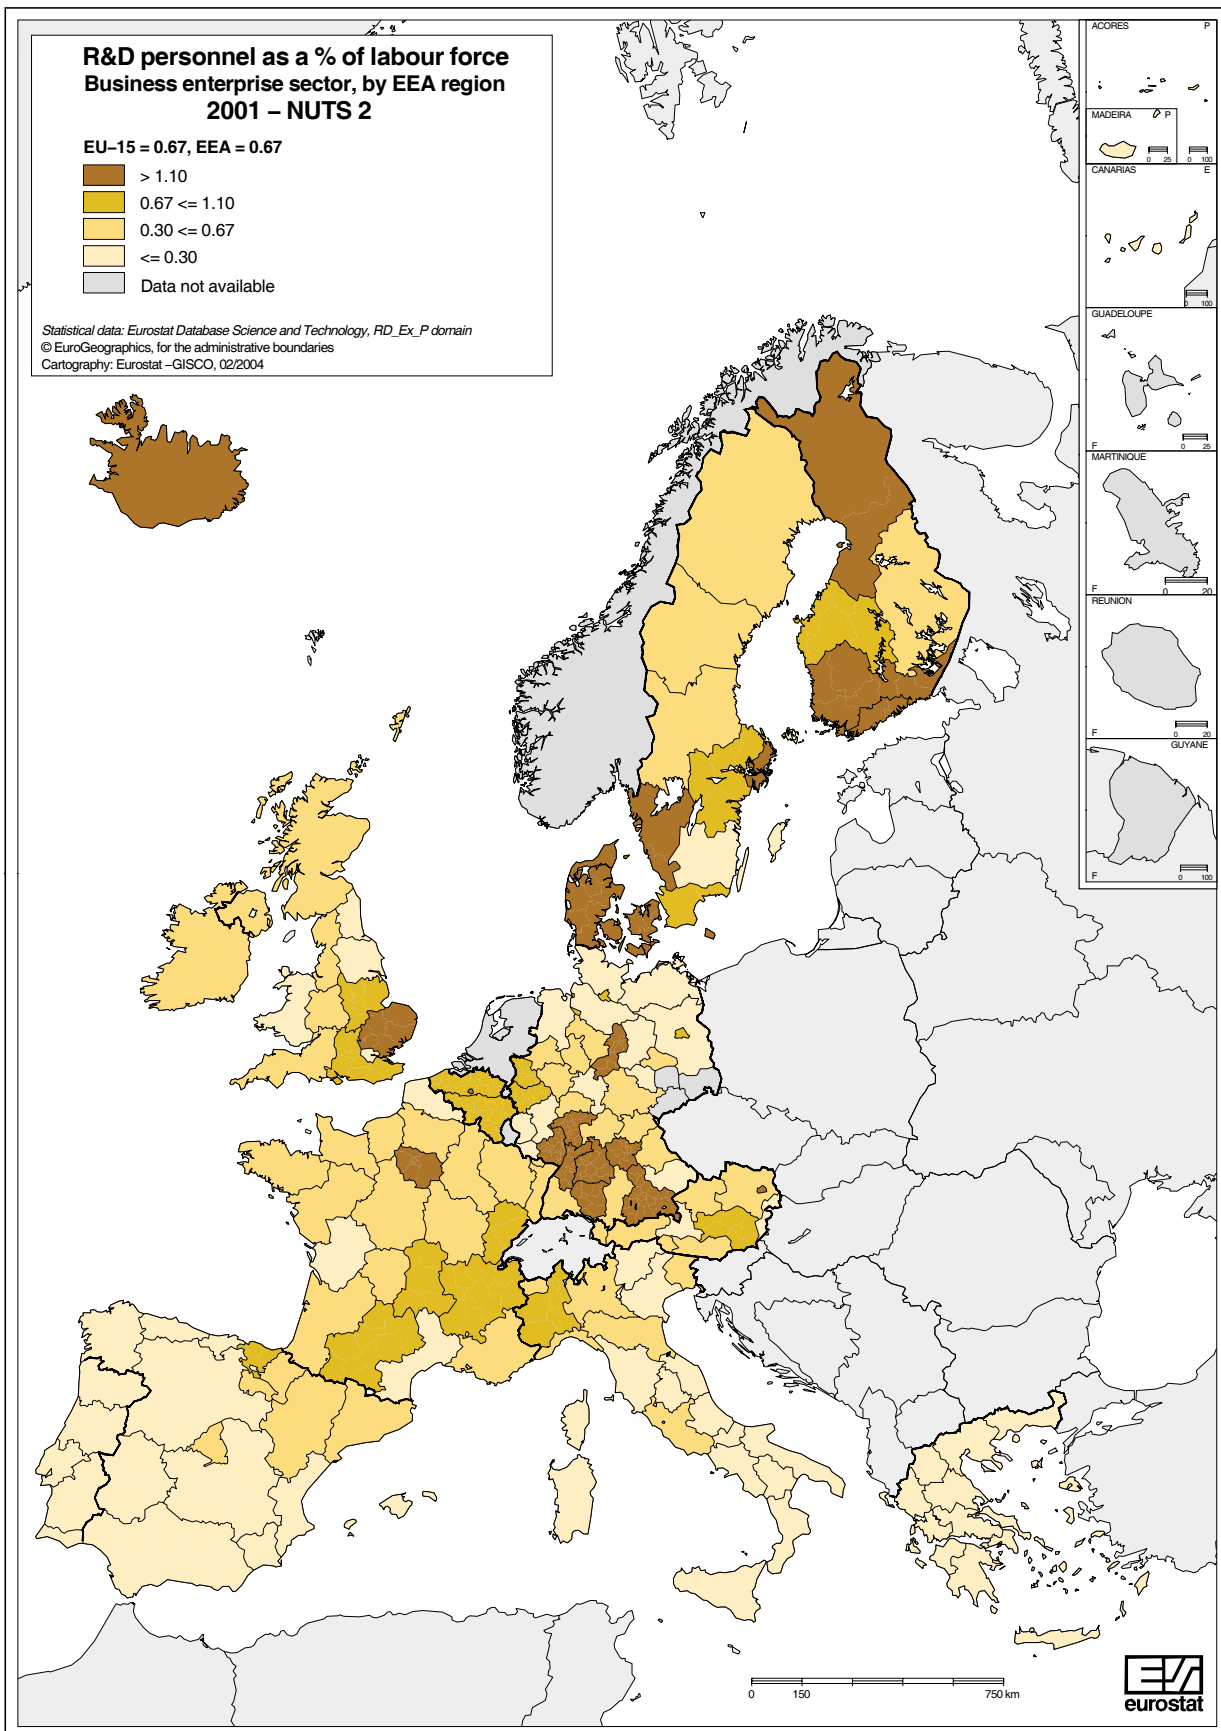 R&D personnel as a % of labour force
Business enterprise sector, by EEA region
2001 – NUTS 2
EU–15 = 0.67, EEA = 0.67
> 1.10
0.67 <= 1.10
0.30 <= 0.67
<= 0.30
Data not available
Statistical data: Eurostat Database Science and Technology, RD_Ex_P domain
© EuroGeographics, for the administrative boundaries
Cartography: Eurostat –GISCO, 02/2004
ACORES P
MADEIRA P
0 25 0 100
CANARIAS E
0 100
GUADELOUPE
F 0 25
MARTINIQUE
F 0 20
REUNION
F 0 20
GUYANE
F 0 100
0 150 750 km
eurostat